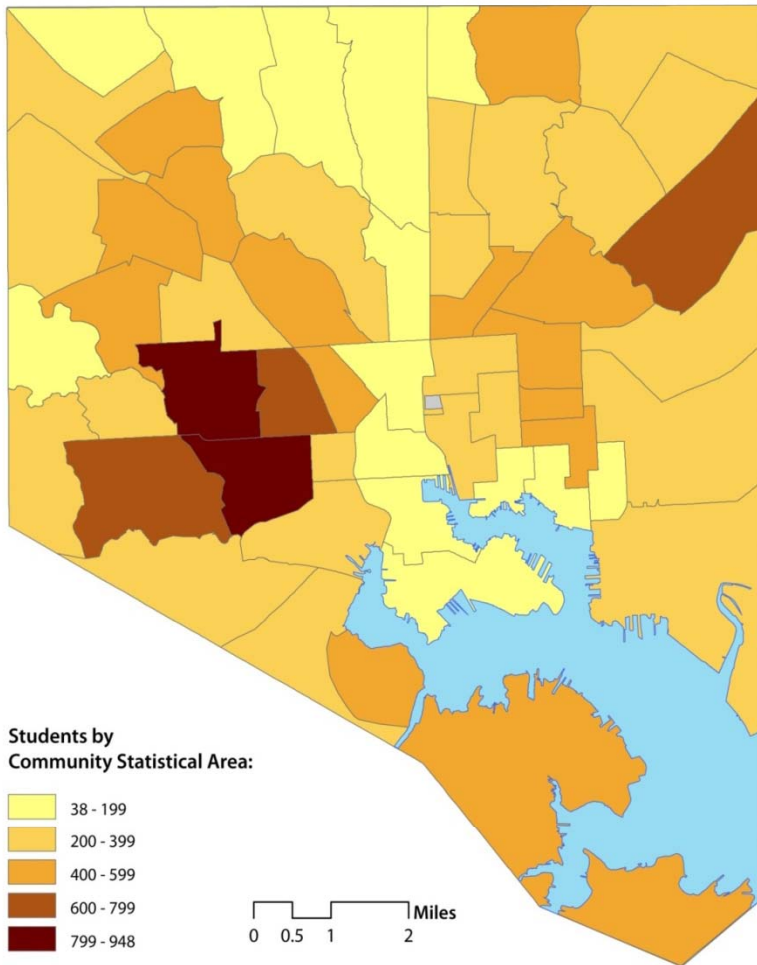 Students by
Community Statistical Area:
38 - 199
200 - 399
400 - 599
600 - 799
799 - 948
Miles
0 0.5 1 2